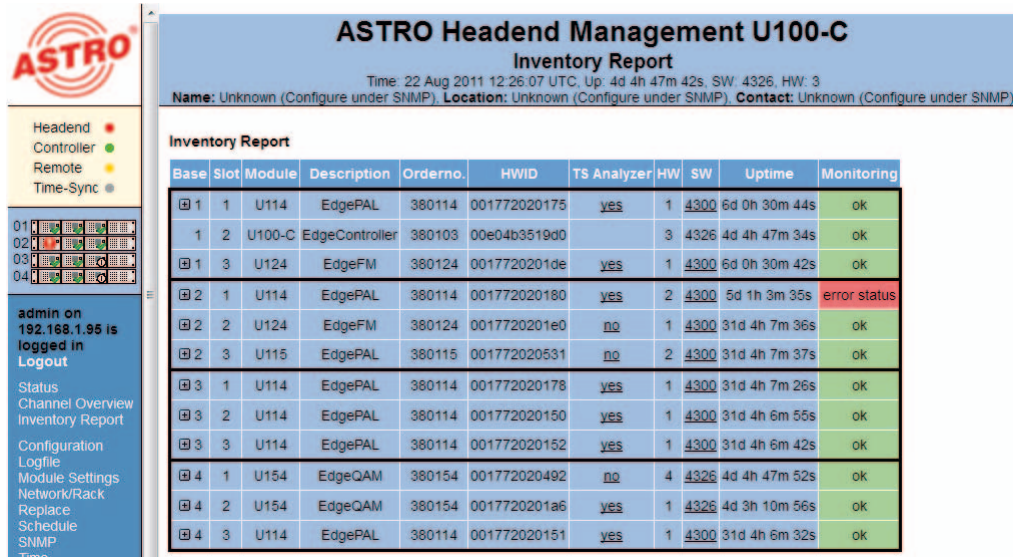 ASTRO
ASTRO Headend Management U100-C
Inventory Report
Time: 22 Aug 2011 12:26:07 UTC, Up: 4d 4h 47m 42s, SW: 4326, HW: 3
Name: Unknown (Configure under SNMP), Location: Unknown (Configure under SNMP), Contact: Unknown (Configure under SNMP)
Headend
Controller
Remote
Time-Sync
01
02
03
04
admin on
192.168.1.95 is
logged in
Logout
Status
Channel Overview
Inventory Report
Configuration
Logfile
Module Settings
Network/Rack
Replace
Schedule
SNMP
Time
Inventory Report
Base Slot Module Description Orderno. HWID TS Analyzer HW SW Uptime Monitoring
1 1 U114 EdgePAL 380114 001772020175 yes 1 4300 6d 0h 30m 44s ok
1 2 U100-C EdgeController 380103 00e04b3519d0 3 4326 4d 4h 47m 34s ok
1 3 U124 EdgeFM 380124 0017720201de yes 1 4300 6d 0h 30m 42s ok
2 1 U114 EdgePAL 380114 001772020180 yes 2 4300 5d 1h 3m 35s error status
2 2 U124 EdgeFM 380124 0017720201e0 no 1 4300 31d 4h 7m 36s ok
2 3 U115 EdgePAL 380115 001772020531 no 2 4300 31d 4h 7m 37s ok
3 1 U114 EdgePAL 380114 001772020178 yes 1 4300 31d 4h 7m 26s ok
3 2 U114 EdgePAL 380114 001772020150 yes 1 4300 31d 4h 6m 55s ok
3 3 U114 EdgePAL 380114 001772020152 yes 1 4300 31d 4h 6m 42s ok
4 1 U154 EdgeQAM 380154 001772020492 no 4 4326 4d 4h 47m 52s ok
4 2 U154 EdgeQAM 380154 0017720201a6 yes 1 4326 4d 3h 10m 56s ok
4 3 U114 EdgePAL 380114 001772020151 yes 1 4300 31d 4h 6m 32s ok